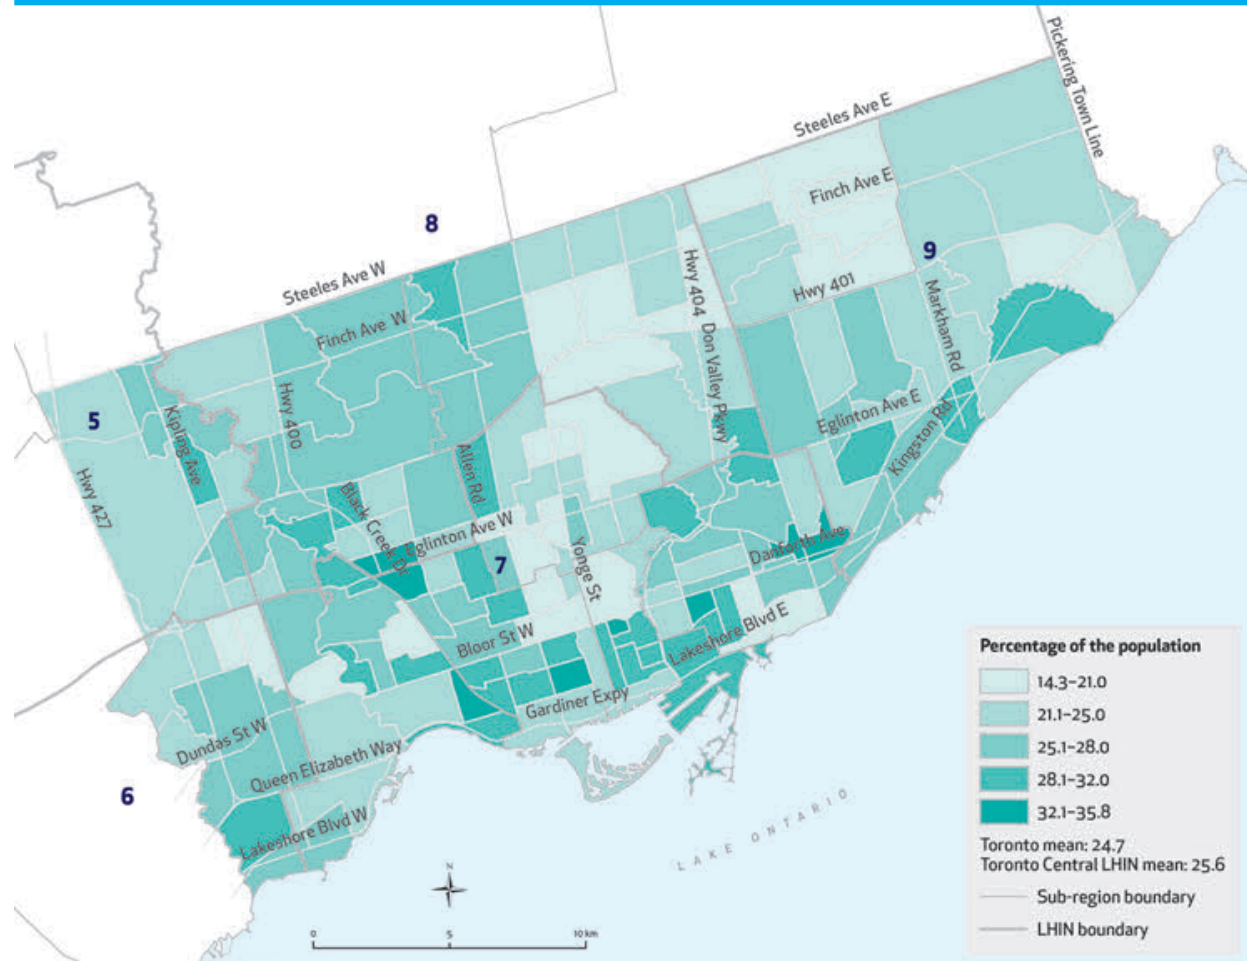 Pickering Town Line
Steeles Ave E
Finch Ave E
8
9
Steeles Ave W
Hwy 404
Hwy 401
Finch Ave W
Markham Rd
Don Valley Pkwy
5
Kipling Ave
Hwy 400
Eglinton Ave E
Kingston Rd
Allen Rd
Hwy 427
Black Creek Dr
Eglinton Ave W
Danforth Ave
7
Yonge St
Bloor St W
Lakeshore Blvd E
Gardiner Expy
Dundas St W
Queen Elizabeth Way
6
Lakeshore Blvd W
LAKE ONTARIO
N
0 5 10 km
Percentage of the population
14.3–21.0
21.1–25.0
25.1–28.0
28.1–32.0
32.1–35.8
Toronto mean: 24.7
Toronto Central LHIN mean: 25.6
Sub-region boundary
LHIN boundary